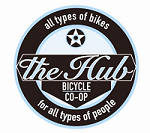 all types of bikes
the Hub
BICYCLE
CO-OP
for all types of people